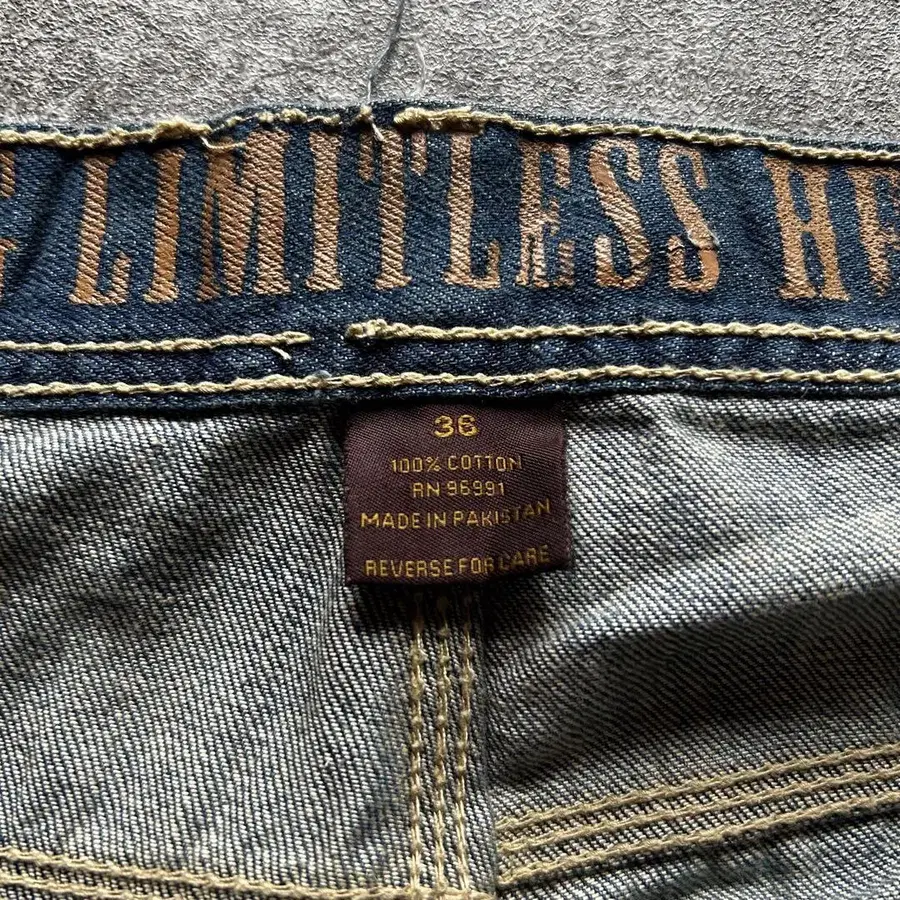 LIMITLESS
36
100% COTTON
RN 96991
MADE IN PAKISTAN
REVERSE FOR CARE